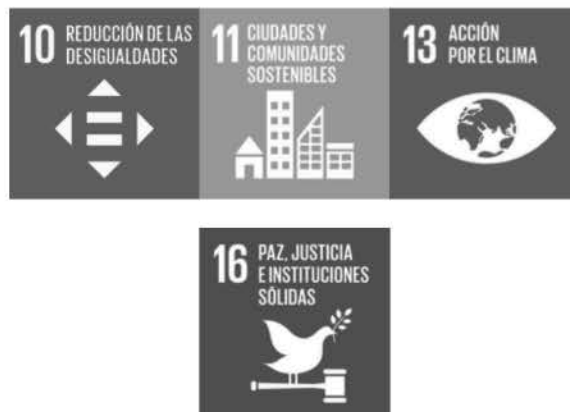 10 REDUCCIÓN DE LAS
DESIGUALDADES
11 CIUDADES Y
COMUNIDADES
SOSTENIBLES
13 ACCIÓN
POR EL CLIMA
16 PAZ, JUSTICIA
E INSTITUCIONES
SÓLIDAS